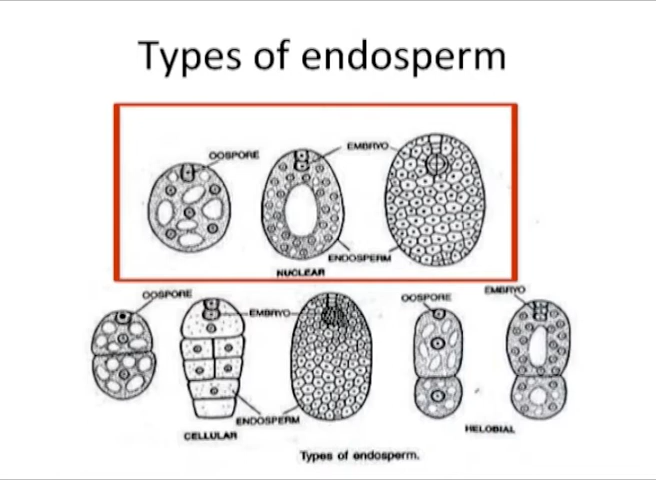 Types of endosperm
OOSPORE
EMBRYO
ENDOSPERM
NUCLEAR
OOSPORE
EMBRYO
ENDOSPERM
CELLULAR
OOSPORE
EMBRYO
HELOBIAL
Types of endosperm.